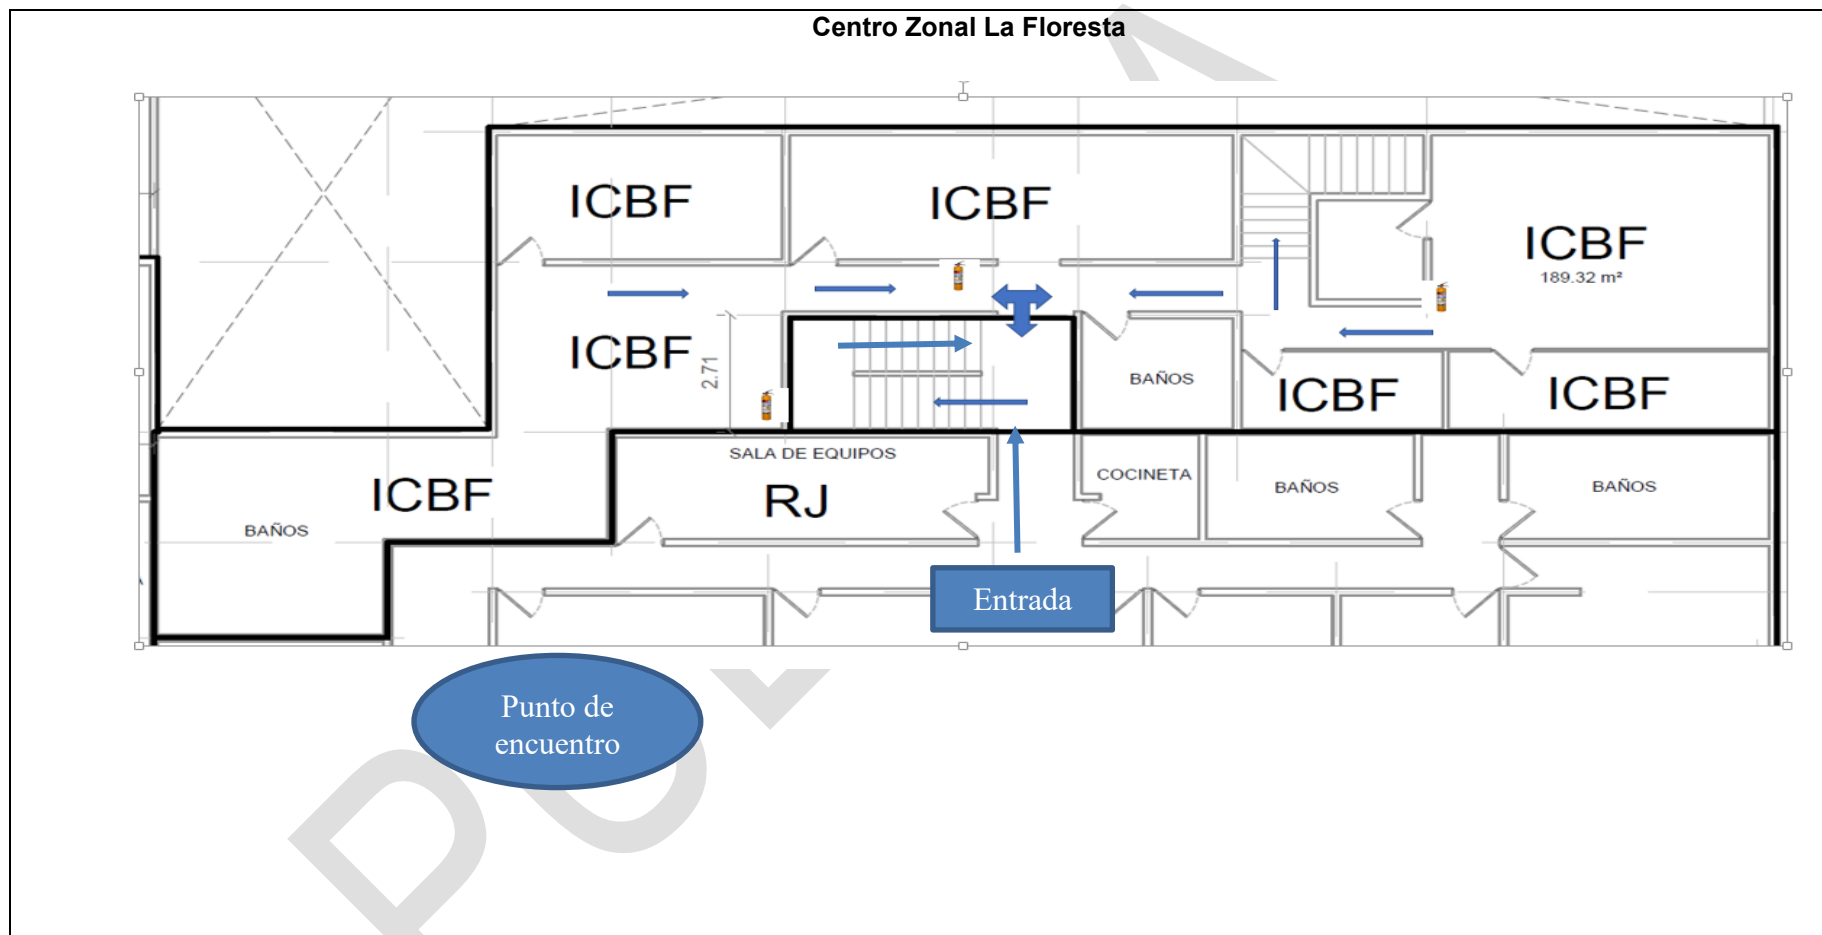 Centro Zonal La Floresta
ICBF
ICBF
ICBF
189.32 m²
ICBF
2.71
BAÑOS
ICBF
ICBF
SALA DE EQUIPOS
RJ
COCINETA
BAÑOS
BAÑOS
ICBF
BAÑOS
Entrada
Punto de
encuentro